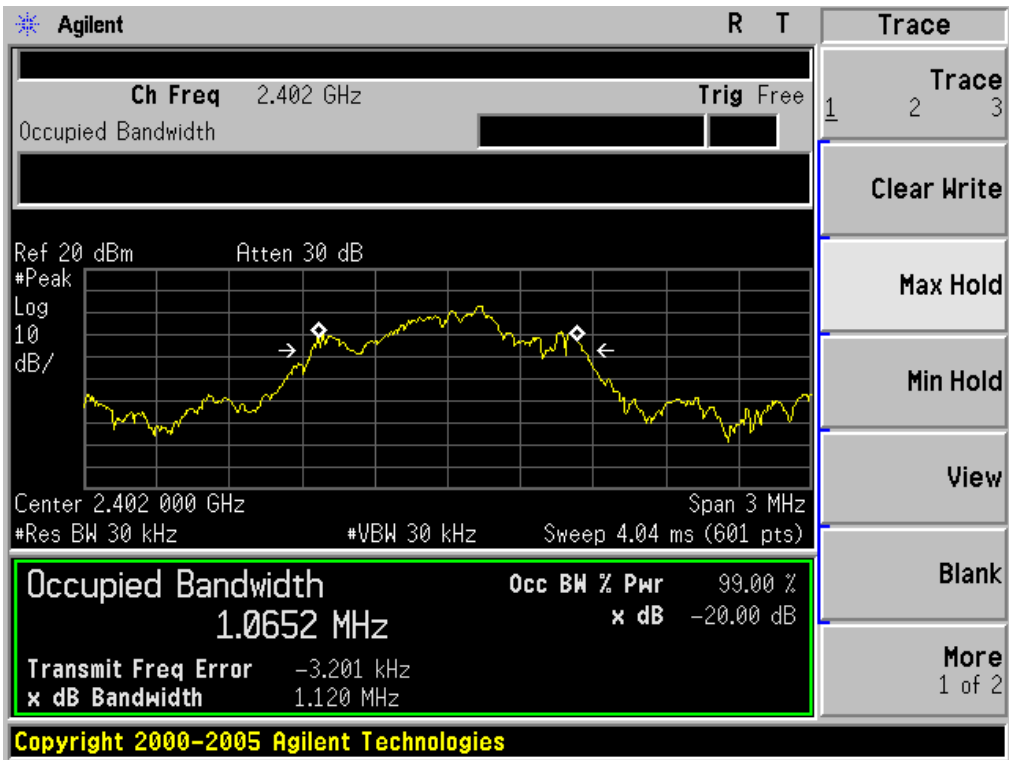 Agilent R T Trace
Ch Freq 2.402 GHz Trig Free
Occupied Bandwidth
Ref 20 dBm Atten 30 dB
#Peak
Log
10
dB/
Center 2.402 000 GHz Span 3 MHz
#Res BW 30 kHz #VBW 30 kHz Sweep 4.04 ms (601 pts)
Occupied Bandwidth Occ BW % Pwr 99.00 %
1.0652 MHz x dB -20.00 dB
Transmit Freq Error -3.201 kHz
x dB Bandwidth 1.120 MHz
Copyright 2000-2005 Agilent Technologies
Trace
1 2 3
Clear Write
Max Hold
Min Hold
View
Blank
More
1 of 2